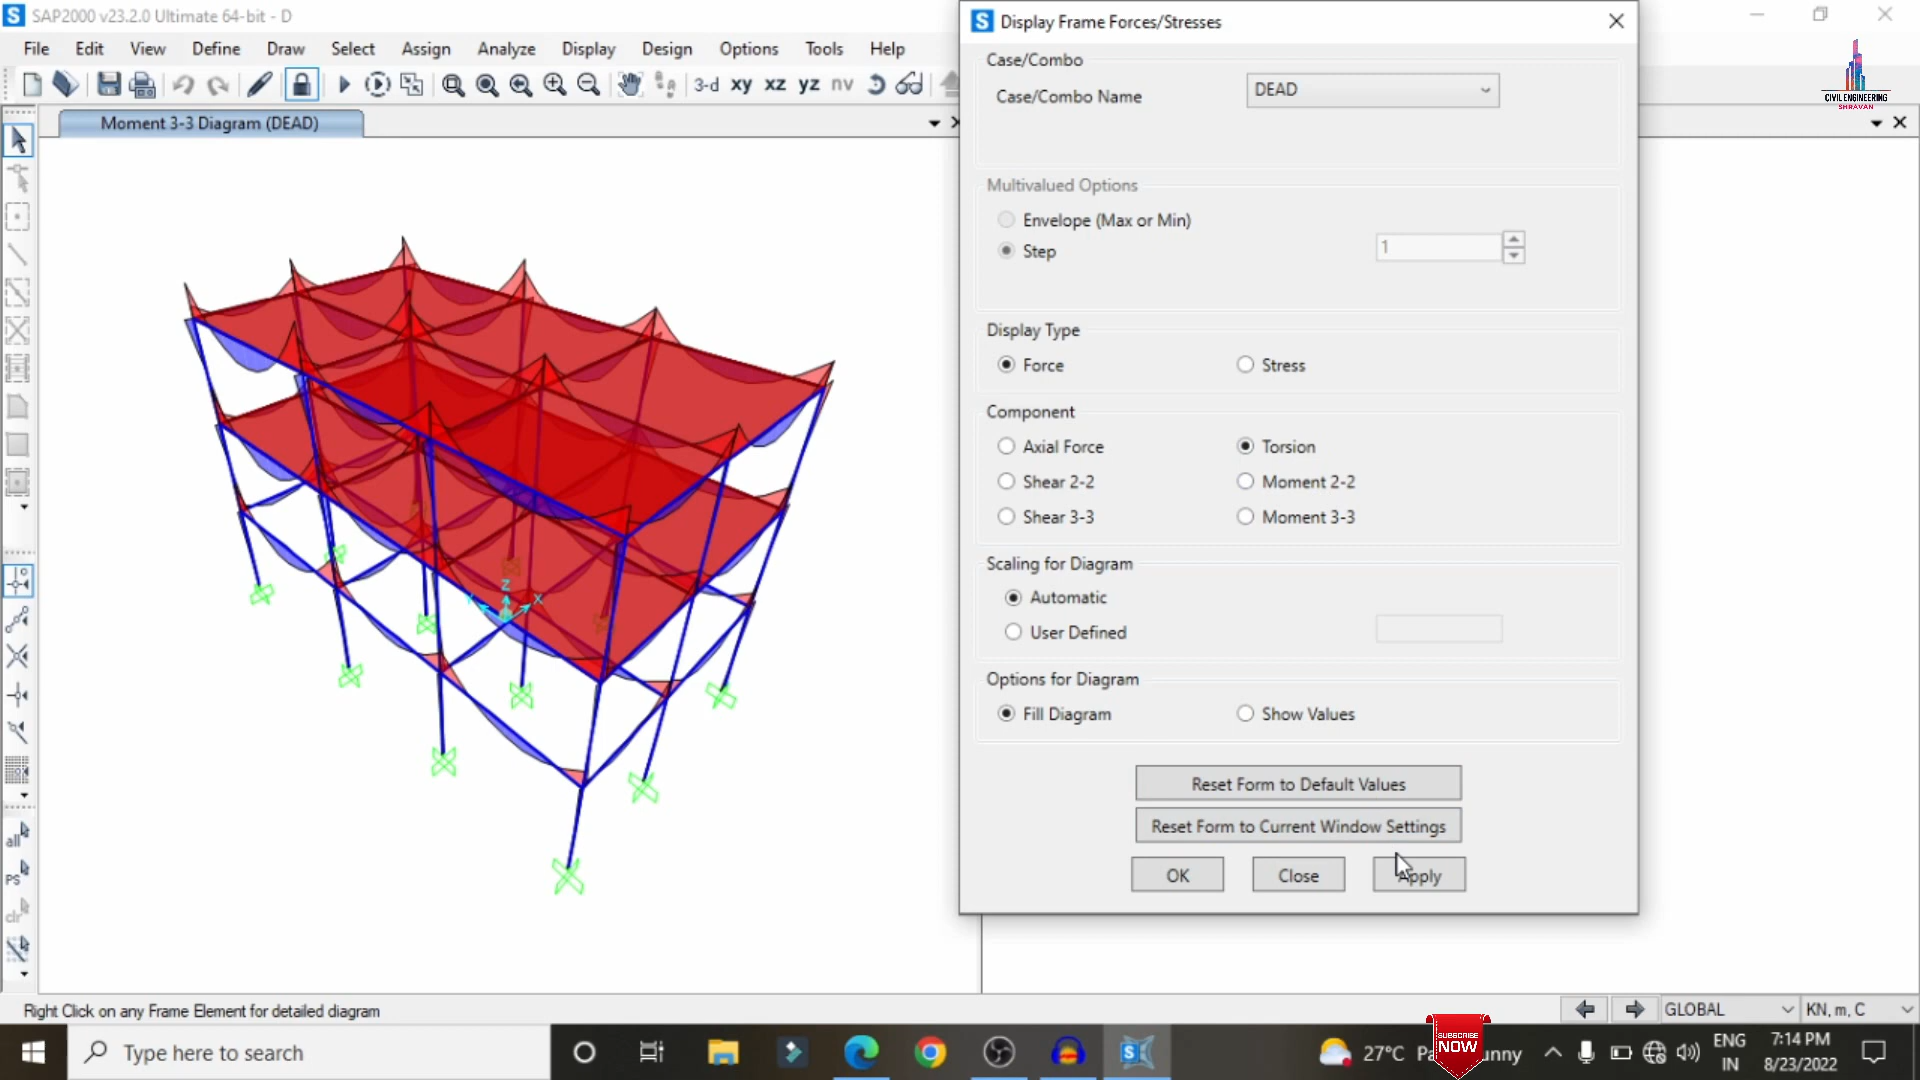 SAP2000 v23.2.0 Ultimate 64-bit - D
File Edit View Define Draw Select Assign Analyze Display Design Options Tools Help
3-d xy xz yz nv
Moment 3-3 Diagram (DEAD)
Display Frame Forces/Stresses
Case/Combo
Case/Combo Name DEAD
Multivalued Options
Envelope (Max or Min)
Step 1
Display Type
Force Stress
Component
Axial Force Torsion
Shear 2-2 Moment 2-2
Shear 3-3 Moment 3-3
Scaling for Diagram
Automatic
User Defined
Options for Diagram
Fill Diagram Show Values
Reset Form to Default Values
Reset Form to Current Window Settings
OK Close Apply
CIVIL ENGINEERING
SHRAVAN
all
PS
clr
Z
X
Right Click on any Frame Element for detailed diagram
GLOBAL KN, m, C
Type here to search
27°C
SUBSCRIBE
NOW
ENG
IN
7:14 PM
8/23/2022